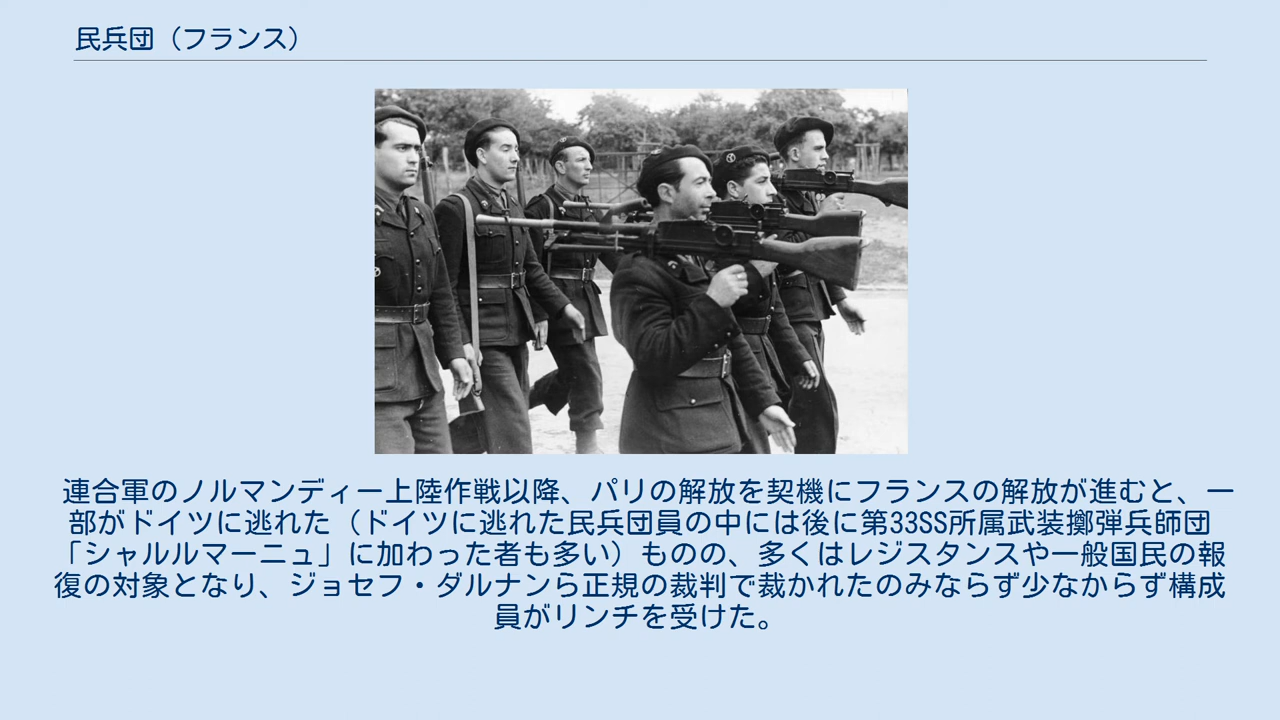 民兵団（フランス）
連合軍のノルマンディー上陸作戦以降、パリの解放を契機にフランスの解放が進むと、一
部がドイツに逃れた（ドイツに逃れた民兵団員の中には後に第33SS所属武装擲弾兵師団
「シャルルマーニュ」に加わった者も多い）ものの、多くはレジスタンスや一般国民の報
復の対象となり、ジョセフ・ダルナンら正規の裁判で裁かれたのみならず少なからず構成
員がリンチを受けた。